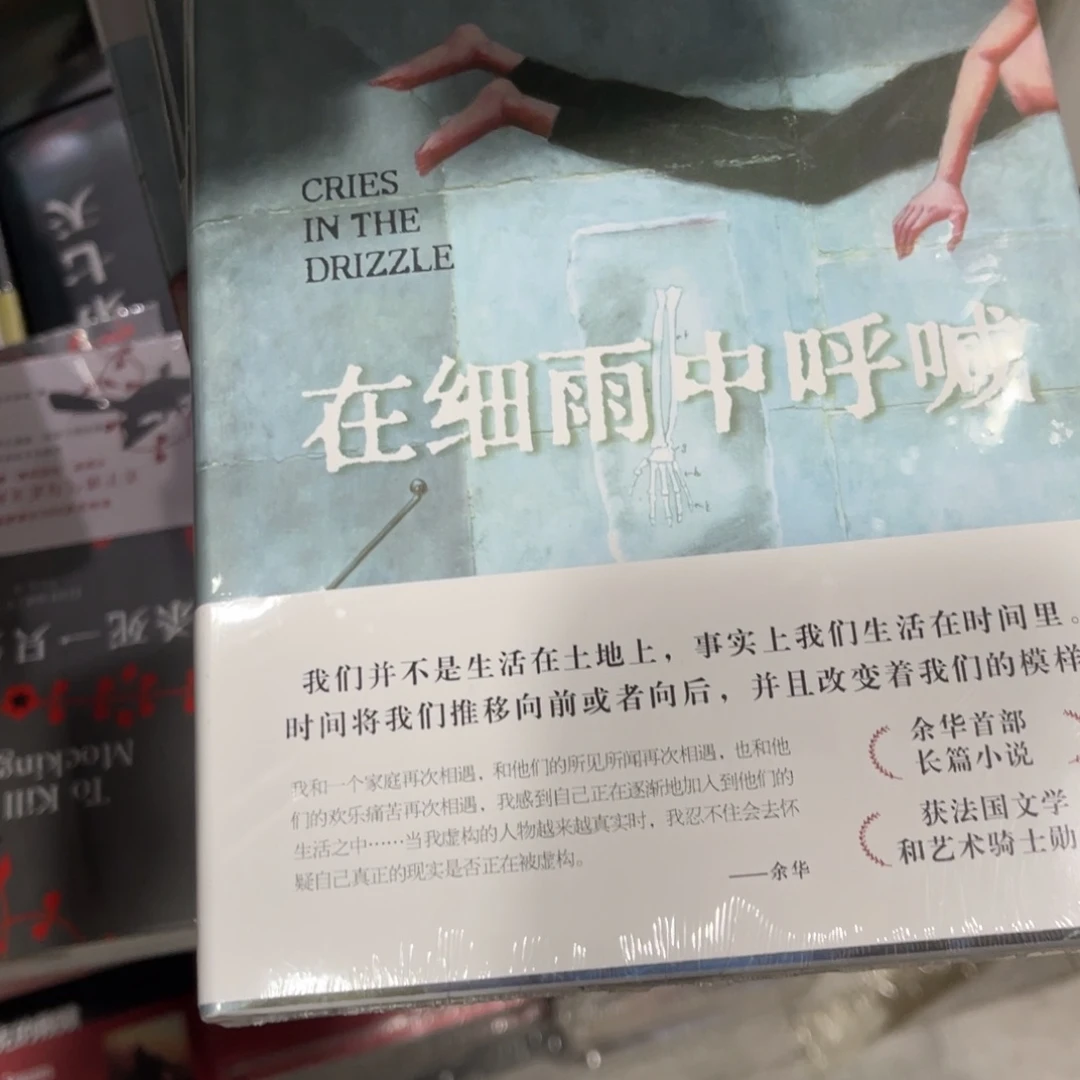 CRIES
IN THE
DRIZZLE
在细雨中呼喊
我们并不是生活在土地上，事实上我们生活在时间里。
时间将我们推移向前或者向后，并且改变着我们的模样
我和一个家庭再次相遇，和他们的所见所闻再次相遇，也和他
们的欢乐痛苦再次相遇，我感到自己正在逐渐地加入到他们的
生活之中……当我虚构的人物越来越真实时，我忍不住会去怀
疑自己真正的现实是否正在被虚构。
——余华
余华首部
长篇小说
获法国文学
和艺术骑士勋
杀死一只
To Kill
Mocking